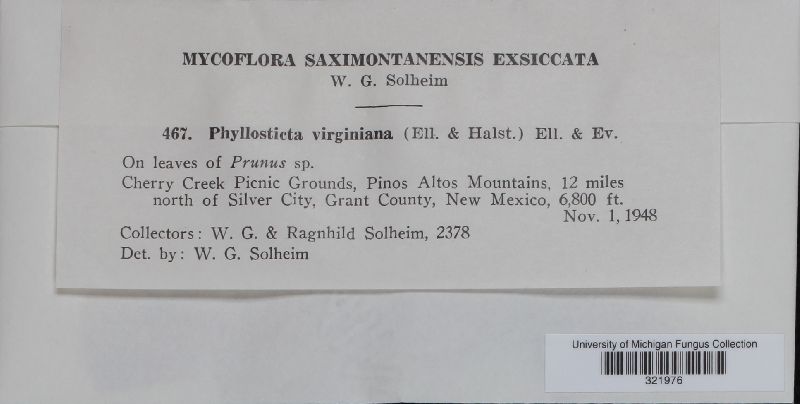 MYCOFLORA SAXIMONTANENSIS EXSICCATA
W. G. Solheim
467. Phyllosticta virginiana (Ell. & Halst.) Ell. & Ev.
On leaves of Prunus sp.
Cherry Creek Picnic Grounds, Pinos Altos Mountains, 12 miles
north of Silver City, Grant County, New Mexico, 6,800 ft.
Nov. 1, 1948
Collectors: W. G. & Ragnhild Solheim, 2378
Det. by: W. G. Solheim
University of Michigan Fungus Collection
321976